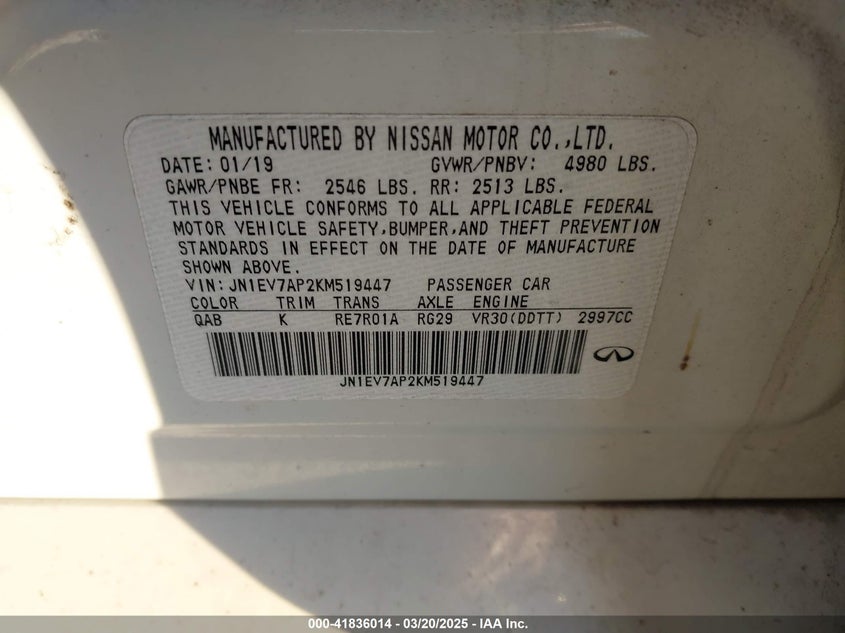 MANUFACTURED BY NISSAN MOTOR CO.,LTD.
DATE: 01/19 GVWR/PNBV: 4980 LBS.
GAWR/PNBE FR: 2546 LBS. RR: 2513 LBS.
THIS VEHICLE CONFORMS TO ALL APPLICABLE FEDERAL
MOTOR VEHICLE SAFETY,BUMPER,AND THEFT PREVENTION
STANDARDS IN EFFECT ON THE DATE OF MANUFACTURE
SHOWN ABOVE.
VIN: JN1EV7AP2KM519447 PASSENGER CAR
COLOR TRIM TRANS AXLE ENGINE
QAB K RE7R01A RG29 VR30(DDTT) 2997CC
JN1EV7AP2KM519447
000-41836014 - 03/20/2025 - IAA Inc.